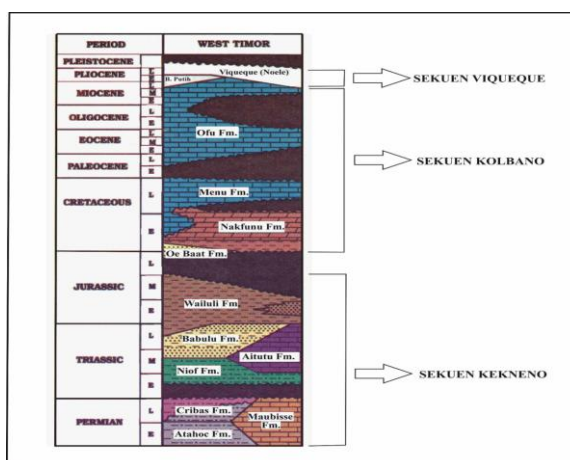 PERIOD WEST TIMOR
PLEISTOCENE
PLIOCENE L E B. Putih Viqueque (Noele) SEKUEN VIQUEQUE
MIOCENE L M E
OLIGOCENE L E
EOCENE L M E Ofu Fm.
PALEOCENE L E SEKUEN KOLBANO
CRETACEOUS L Menu Fm.
E Nakfunu Fm.
Oe Baat Fm.
JURASSIC L M E Wailuli Fm.
TRIASSIC L M E Babulu Fm.
Aitutu Fm.
Niof Fm. SEKUEN KEKNENO
PERMIAN L Cribas Fm. Maubisse
Fm.
E Atahoc Fm.